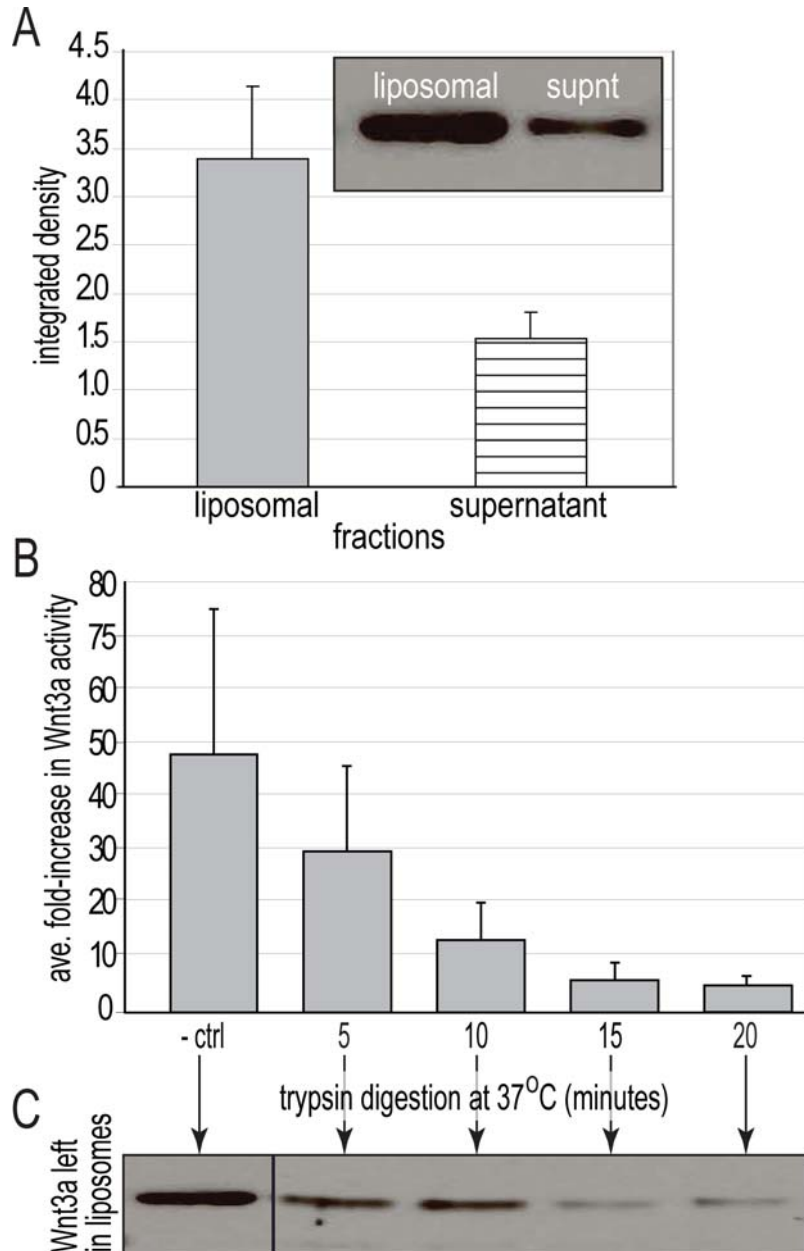 A
4.5
4.0
3.5
3.0
2.5
2.0
1.5
1.0
0.5
0
integrated density
liposomal supnt
liposomal supernatant
fractions
B
80
75
60
50
40
30
20
10
0
ave. fold-increase in Wnt3a activity
- ctrl 5 10 15 20
trypsin digestion at 37°C (minutes)
C
Wnt3a left
in liposomes